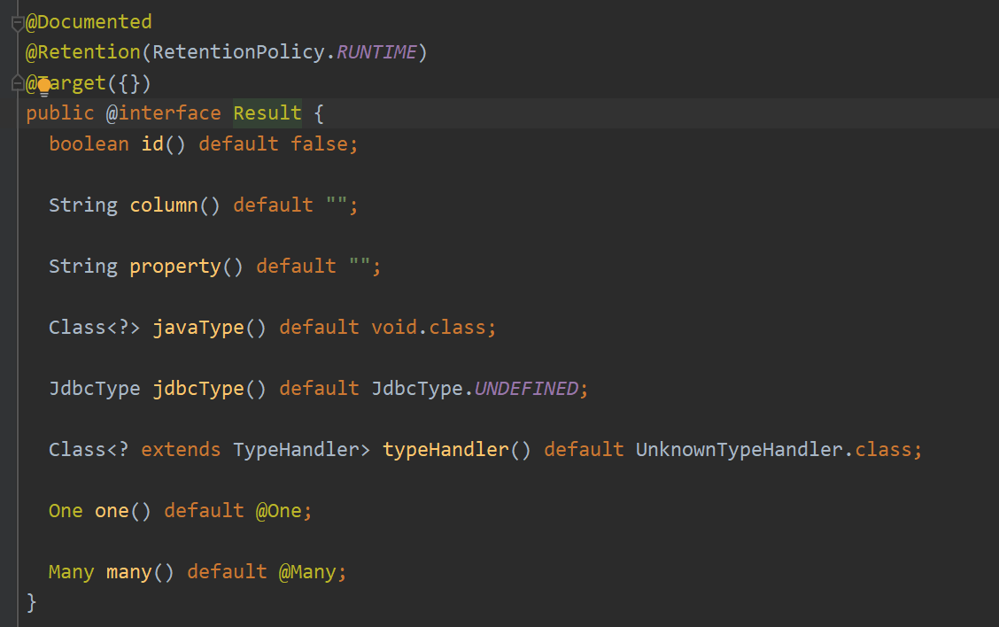 @Documented
@Retention(RetentionPolicy.RUNTIME)
@Target({})
public @interface Result {
boolean id() default false;
String column() default "";
String property() default "";
Class<?> javaType() default void.class;
JdbcType jdbcType() default JdbcType.UNDEFINED;
Class<? extends TypeHandler> typeHandler() default UnknownTypeHandler.class;
One one() default @One;
Many many() default @Many;
}